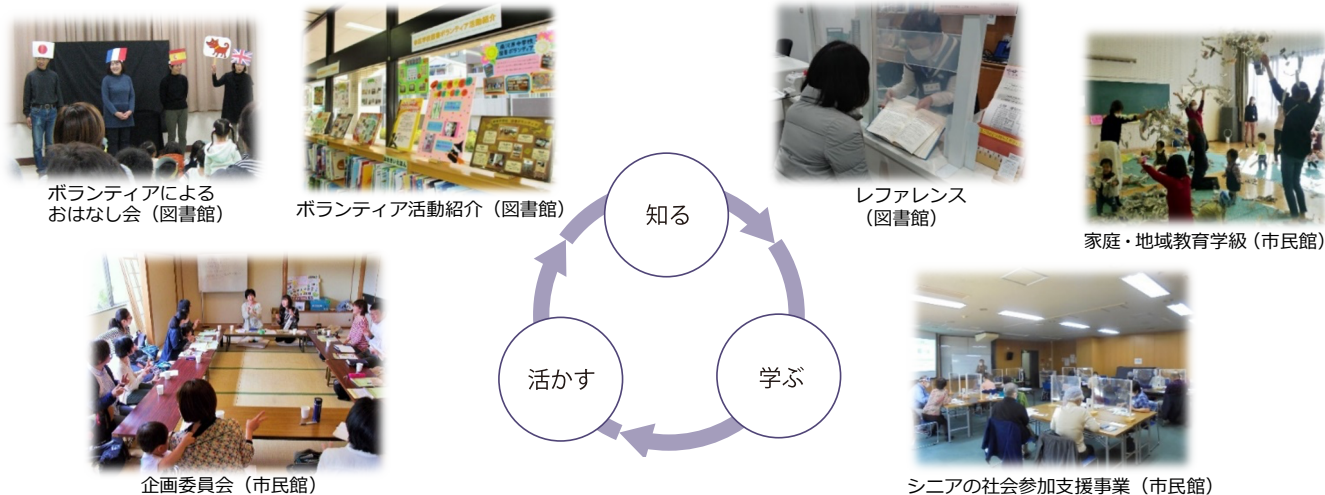 ボランティアによる
おはなし会（図書館）
ボランティア活動紹介（図書館）
レファレンス
（図書館）
家庭・地域教育学級（市民館）
知る
活かす
学ぶ
企画委員会（市民館）
シニアの社会参加支援事業（市民館）